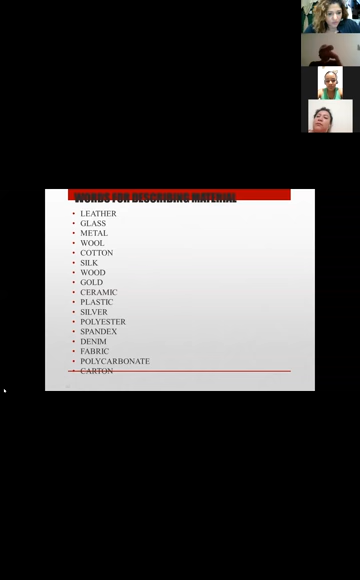 WORDS FOR DESCRIBING MATERIAL
• LEATHER
• GLASS
• METAL
• WOOL
• COTTON
• SILK
• WOOD
• GOLD
• CERAMIC
• PLASTIC
• SILVER
• POLYESTER
• SPANDEX
• DENIM
• FABRIC
• POLYCARBONATE
• CARTON